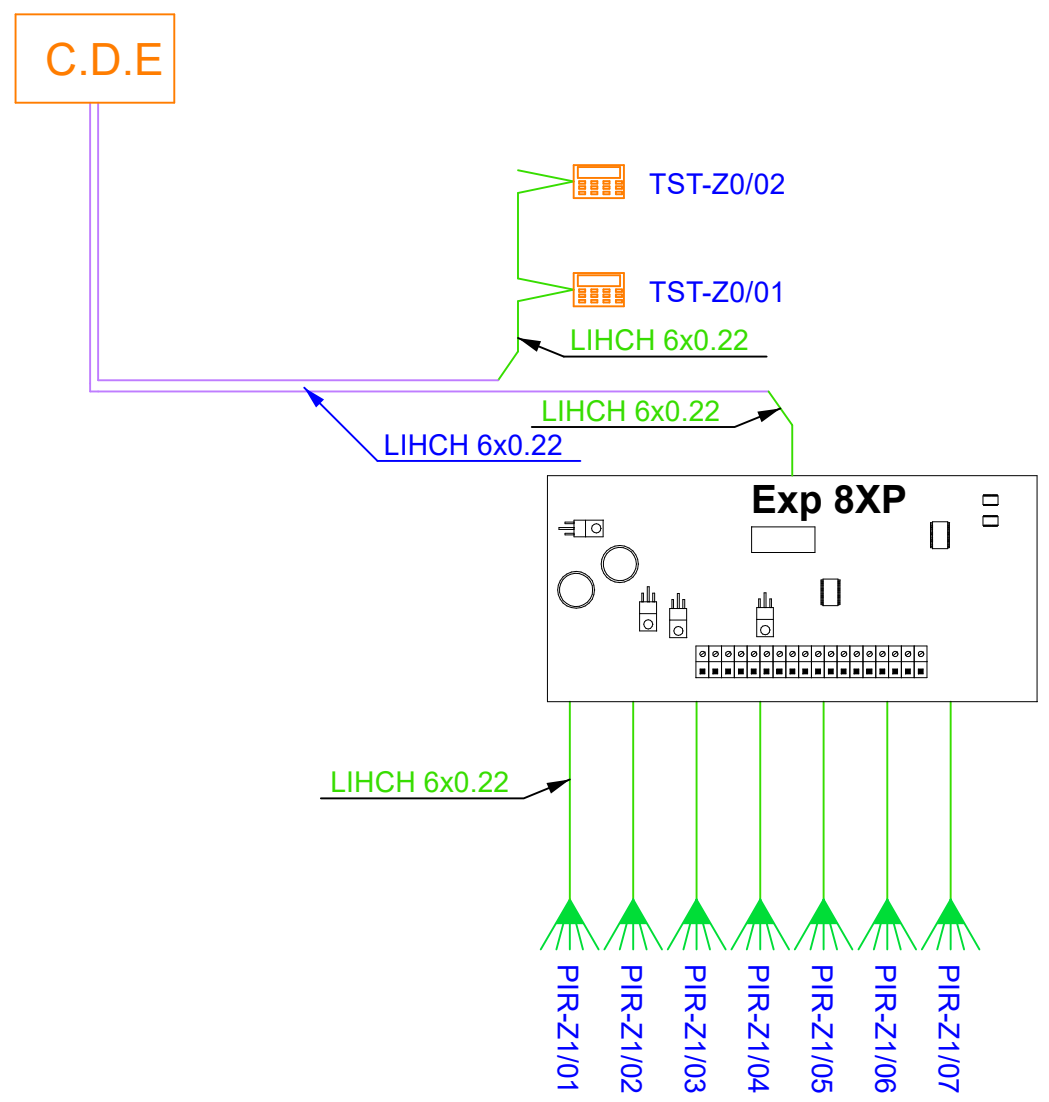 C.D.E
TST-Z0/02
TST-Z0/01
LIHCH 6x0.22
LIHCH 6x0.22
LIHCH 6x0.22
Exp 8XP
LIHCH 6x0.22
PIR-Z1/01
PIR-Z1/02
PIR-Z1/03
PIR-Z1/04
PIR-Z1/05
PIR-Z1/06
PIR-Z1/07